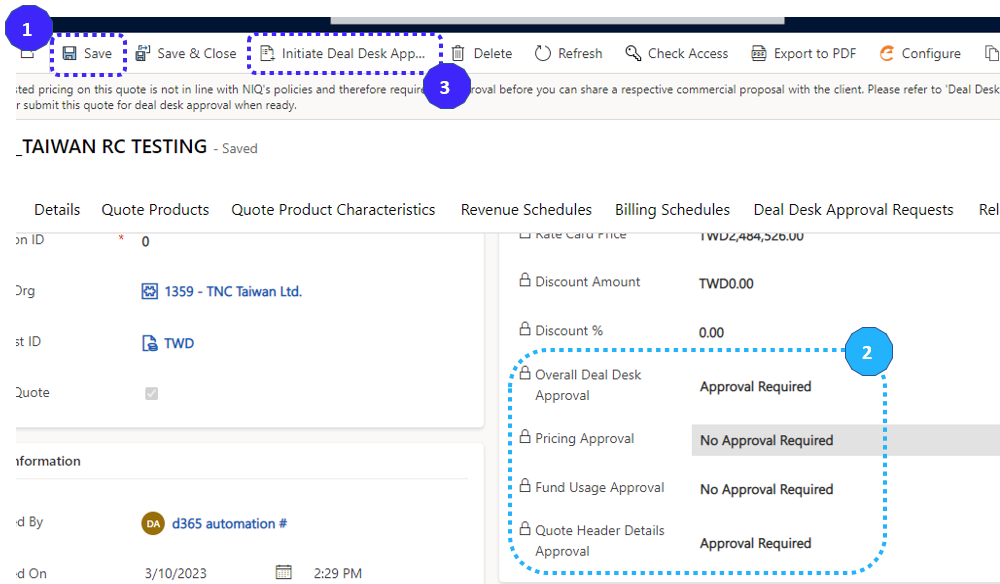 1
Save
Save & Close
Initiate Deal Desk App...
Delete
Refresh
Check Access
Export to PDF
Configure
3
sted pricing on this quote is not in line with NIQ's policies and therefore require roval before you can share a respective commercial proposal with the client. Please refer to 'Deal Desk
r submit this quote for deal desk approval when ready.
_TAIWAN RC TESTING - Saved
Details Quote Products Quote Product Characteristics Revenue Schedules Billing Schedules Deal Desk Approval Requests Rel
on ID * 0
Org 1359 - TNC Taiwan Ltd.
st ID TWD
Quote
nformation
d By DA d365 automation #
d On 3/10/2023 2:29 PM
Rate Card Price TWD2,484,526.00
Discount Amount TWD0.00
Discount % 0.00
2
Overall Deal Desk
Approval
Approval Required
Pricing Approval No Approval Required
Fund Usage Approval No Approval Required
Quote Header Details
Approval
Approval Required